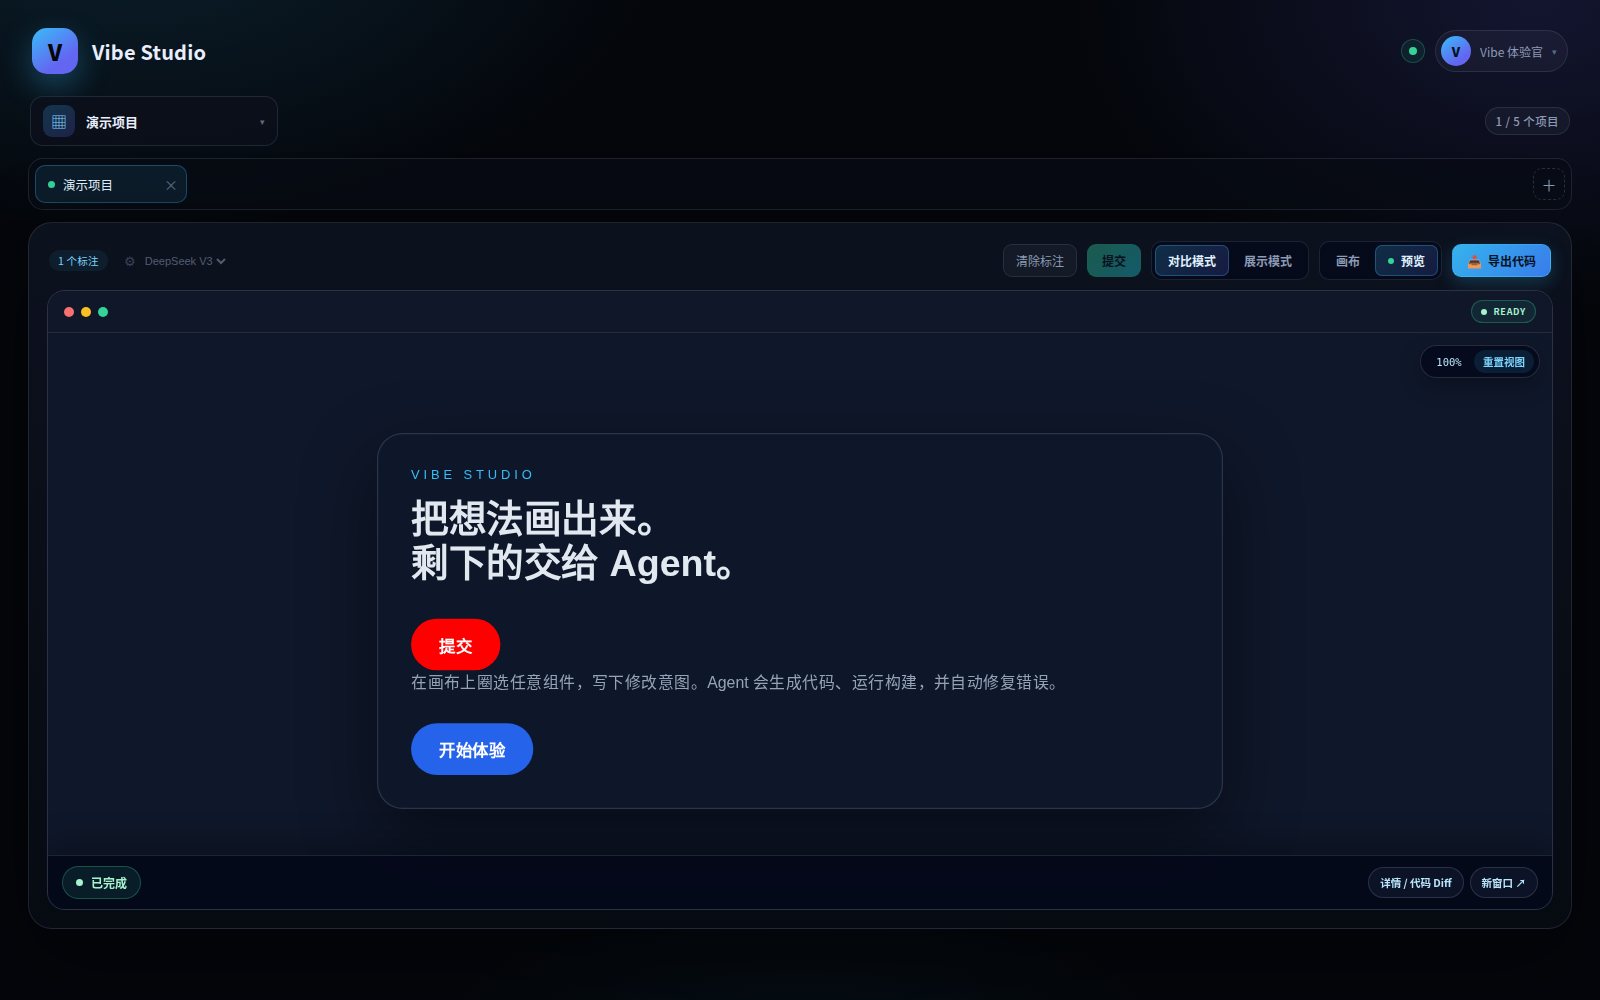 V
Vibe Studio
V
Vibe 体验官
演示项目
1 / 5 个项目
演示项目
1 个标注
DeepSeek V3
清除标注
提交
对比模式
展示模式
画布
预览
导出代码
READY
100%
重置视图
VIBE STUDIO
把想法画出来。
剩下的交给 Agent。
提交
在画布上圈选任意组件，写下修改意图。Agent 会生成代码、运行构建，并自动修复错误。
开始体验
已完成
详情 / 代码 Diff
新窗口 ↗